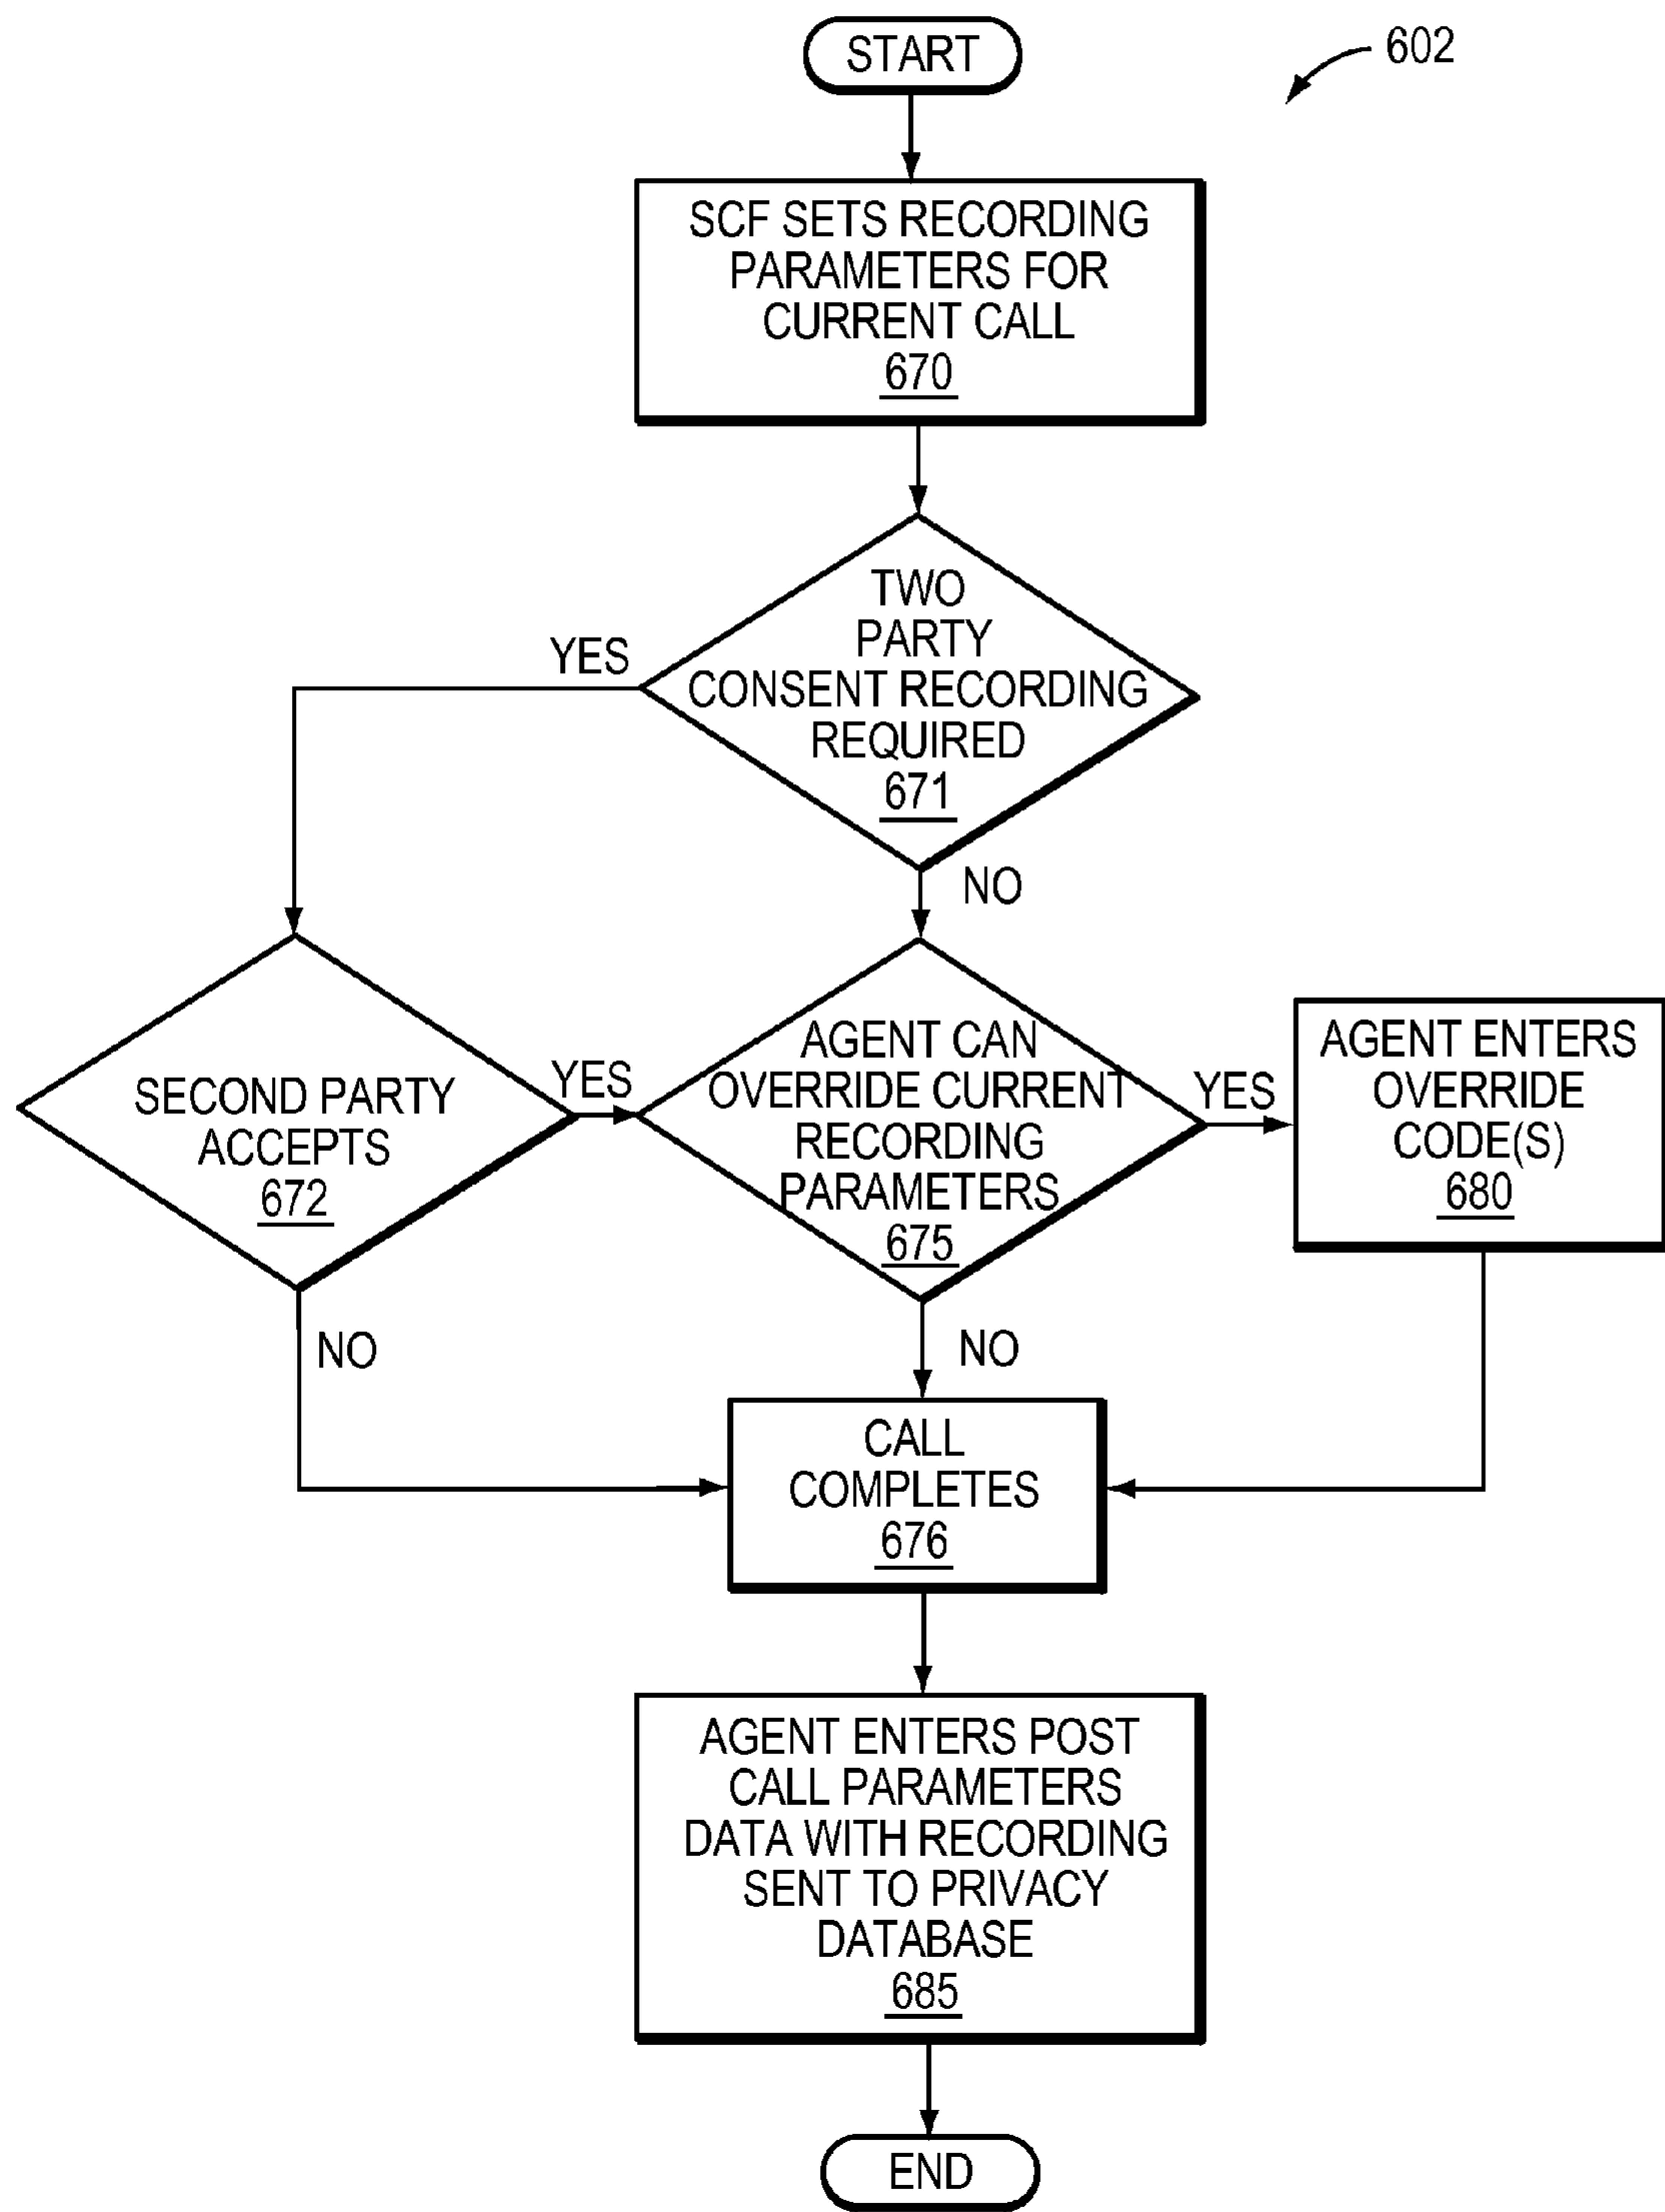 START
602
SCF SETS RECORDING
PARAMETERS FOR
CURRENT CALL
670
TWO
PARTY
CONSENT RECORDING
REQUIRED
671
YES
NO
SECOND PARTY
ACCEPTS
672
YES
NO
AGENT CAN
OVERRIDE CURRENT
RECORDING
PARAMETERS
675
YES
NO
AGENT ENTERS
OVERRIDE
CODE(S)
680
CALL
COMPLETES
676
AGENT ENTERS POST
CALL PARAMETERS
DATA WITH RECORDING
SENT TO PRIVACY
DATABASE
685
END